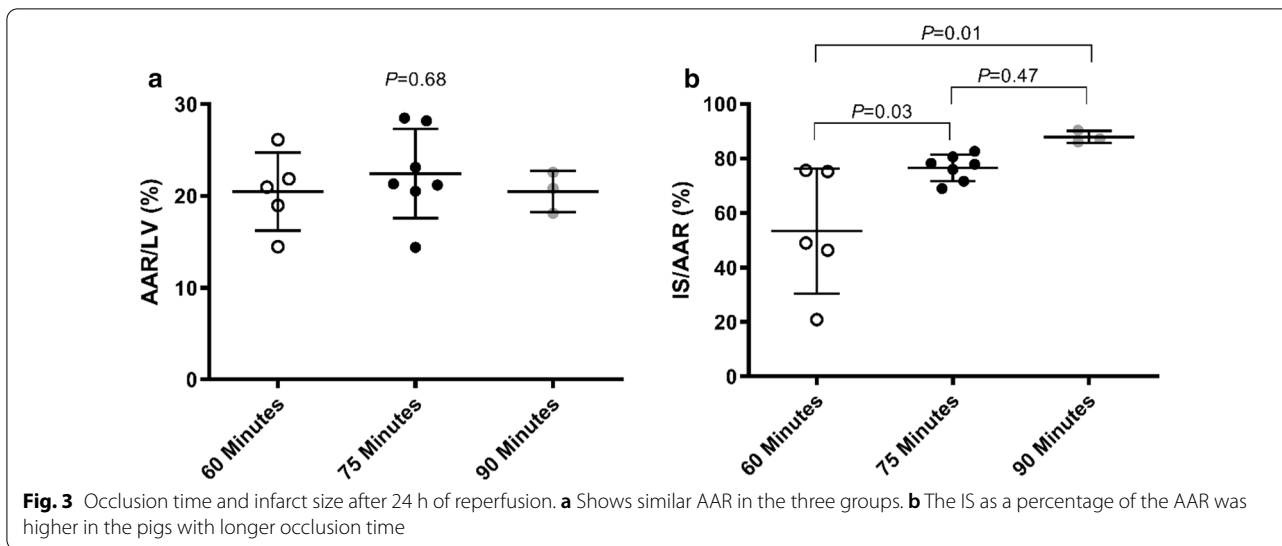 a
P=0.68
AAR/LV (%)
30
20
10
0
60 Minutes
75 Minutes
90 Minutes
b
P=0.01
P=0.47
P=0.03
IS/AAR (%)
100
80
60
40
20
0
60 Minutes
75 Minutes
90 Minutes
Fig. 3 Occlusion time and infarct size after 24 h of reperfusion. a Shows similar AAR in the three groups. b The IS as a percentage of the AAR was
higher in the pigs with longer occlusion time